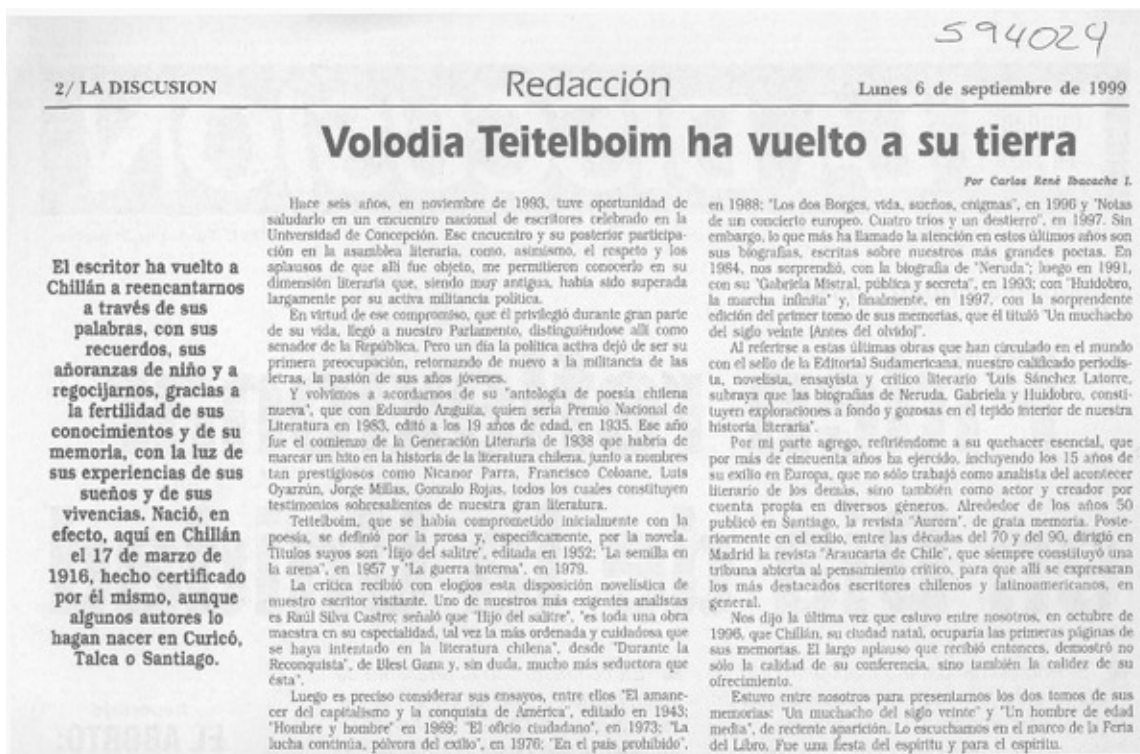 594024
2/ LA DISCUSION
Redacción
Lunes 6 de septiembre de 1999
Volodia Teitelboim ha vuelto a su tierra
Por Carlos René Ibacache I.
El escritor ha vuelto a
Chillán a reencantarnos
a través de sus
palabras, con sus
recuerdos, sus
añoranzas de niño y a
regocijarnos, gracias a
la fertilidad de sus
conocimientos y de su
memoria, con la luz de
sus experiencias de sus
sueños y de sus
vivencias. Nació, en
efecto, aquí en Chillán
el 17 de marzo de
1916, hecho certificado
por él mismo, aunque
algunos autores lo
hagan nacer en Curicó,
Talca o Santiago.
Hace seis años, en noviembre de 1993, tuve oportunidad de
saludarlo en un encuentro nacional de escritores celebrado en la
Universidad de Concepción. Ese encuentro y su posterior participa-
ción en la asamblea literaria, como, asimismo, el respeto y los
aplausos de que allí fue objeto, me permitieron conocerlo en su
dimensión literaria que, siendo muy antigua, había sido superada
largamente por su activa militancia política.
En virtud de ese compromiso, que él privilegió durante gran parte
de su vida, llegó a nuestro Parlamento, distinguiéndose allí como
senador de la República. Pero un día la política activa dejó de ser su
primera preocupación, retornando de nuevo a la militancia de las
letras, la pasión de sus años jóvenes.
Y volvimos a acordarnos de su "antología de poesía chilena
nueva", que con Eduardo Anguita, quien sería Premio Nacional de
Literatura en 1983, editó a los 19 años de edad, en 1935. Ese año
fue el comienzo de la Generación Literaria de 1938 que habría de
marcar un hito en la historia de la literatura chilena, junto a nombres
tan prestigiosos como Nicanor Parra, Francisco Coloane, Luis
Oyarzún, Jorge Millas, Gonzalo Rojas, todos los cuales constituyen
testimonios sobresalientes de nuestra gran literatura.
Teitelboim, que se había comprometido inicialmente con la
poesía, se definió por la prosa y, específicamente, por la novela.
Títulos suyos son "Hijo del salitre", editada en 1952; "La semilla en
la arena", en 1957 y "La guerra interna", en 1979.
La crítica recibió con elogios esta disposición novelística de
nuestro escritor visitante. Uno de nuestros más exigentes analistas
es Raúl Silva Castro; señaló que "Hijo del salitre", "es toda una obra
maestra en su especialidad, tal vez la más ordenada y cuidadosa que
se haya intentado en la literatura chilena", desde "Durante la
Reconquista", de Blest Gana y, sin duda, mucho más seductora que
ésta".
Luego es preciso considerar sus ensayos, entre ellos "El amane-
cer del capitalismo y la conquista de América", editado en 1943;
"Hombre y hombre" en 1969; "El oficio ciudadano", en 1973; "La
lucha continúa, pólvora del exilio", en 1976; "En el país prohibido",
en 1988; "Los dos Borges, vida, sueños, enigmas", en 1996 y "Notas
de un concierto europeo. Cuatro tríos y un destierro", en 1997. Sin
embargo, lo que más ha llamado la atención en estos últimos años son
sus biografías, escritas sobre nuestros más grandes poetas. En
1984, nos sorprendió, con la biografía de "Neruda"; luego en 1991,
con su "Gabriela Mistral, pública y secreta", en 1993; con "Huidobro,
la marcha infinita" y, finalmente, en 1997, con la sorprendente
edición del primer tomo de sus memorias, que él tituló "Un muchacho
del siglo veinte (Antes del olvido)".
Al referirse a estas últimas obras que han circulado en el mundo
con el sello de la Editorial Sudamericana, nuestro calificado periodis-
ta, novelista, ensayista y crítico literario "Luis Sánchez Latorre,
subraya que las biografías de Neruda, Gabriela y Huidobro, consti-
tuyen exploraciones a fondo y gozosas en el tejido interior de nuestra
historia literaria".
Por mi parte agrego, refiriéndome a su quehacer esencial, que
por más de cincuenta años ha ejercido, incluyendo los 15 años de
su exilio en Europa, que no sólo trabajó como analista del acontecer
literario de los demás, sino también como actor y creador por
cuenta propia en diversos géneros. Alrededor de los años 50
publicó en Santiago, la revista "Aurora", de grata memoria. Poste-
riormente en el exilio, entre las décadas del 70 y del 90, dirigió en
Madrid la revista "Araucaria de Chile", que siempre constituyó una
tribuna abierta al pensamiento crítico, para que allí se expresaran
los más destacados escritores chilenos y latinoamericanos, en
general.
Nos dijo la última vez que estuvo entre nosotros, en octubre de
1996, que Chillán, su ciudad natal, ocuparía las primeras páginas de
sus memorias. El largo aplauso que recibió entonces, demostró no
sólo la calidad de su conferencia, sino también la calidez de su
ofrecimiento.
Estuvo entre nosotros para presentarnos los dos tomos de sus
memorias: "Un muchacho del siglo veinte" y "Un hombre de edad
media", de reciente aparición. Lo escuchamos en el marco de la Feria
del Libro. Fue una fiesta del espíritu y para el espíritu